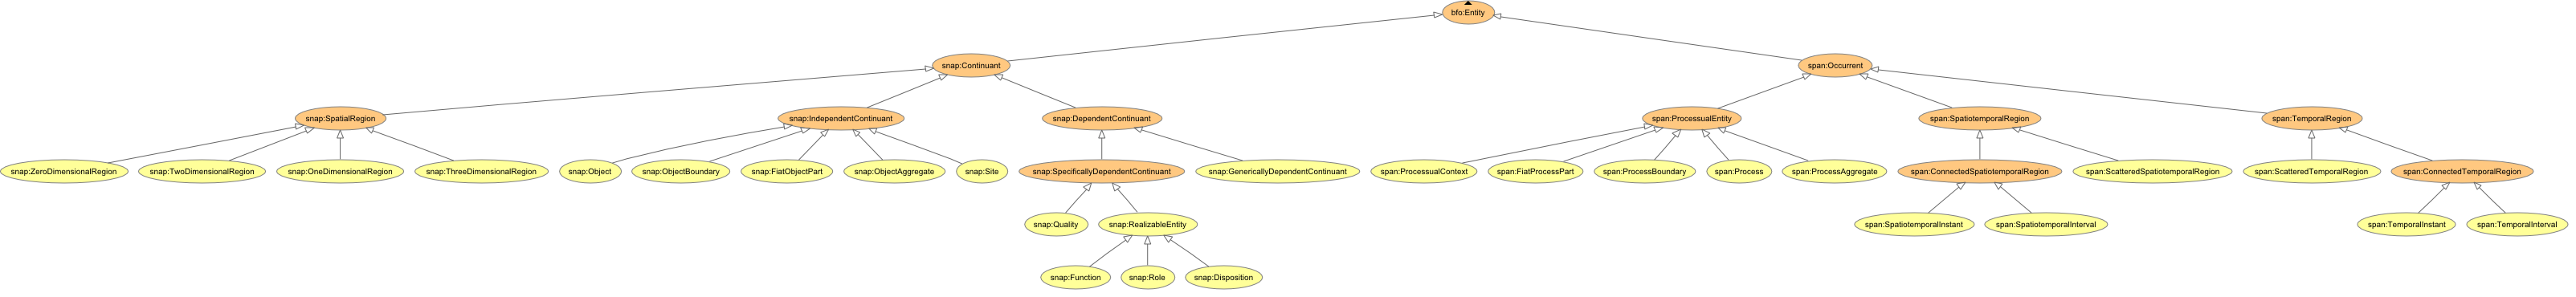 bfo:Entity
snap:Continuant
span:Occurrent
snap:SpatialRegion
snap:IndependentContinuant
snap:DependentContinuant
span:ProcessualEntity
span:SpatiotemporalRegion
span:TemporalRegion
snap:ZeroDimensionalRegion
snap:TwoDimensionalRegion
snap:OneDimensionalRegion
snap:ThreeDimensionalRegion
snap:Object
snap:ObjectBoundary
snap:FiatObjectPart
snap:ObjectAggregate
snap:Site
snap:SpecificallyDependentContinuant
snap:GenericallyDependentContinuant
span:ProcessualContext
span:FiatProcessPart
span:ProcessBoundary
span:Process
span:ProcessAggregate
span:ConnectedSpatiotemporalRegion
span:ScatteredSpatiotemporalRegion
span:ScatteredTemporalRegion
span:ConnectedTemporalRegion
snap:Quality
snap:RealizableEntity
span:SpatiotemporalInstant
span:SpatiotemporalInterval
span:TemporalInstant
span:TemporalInterval
snap:Function
snap:Role
snap:Disposition